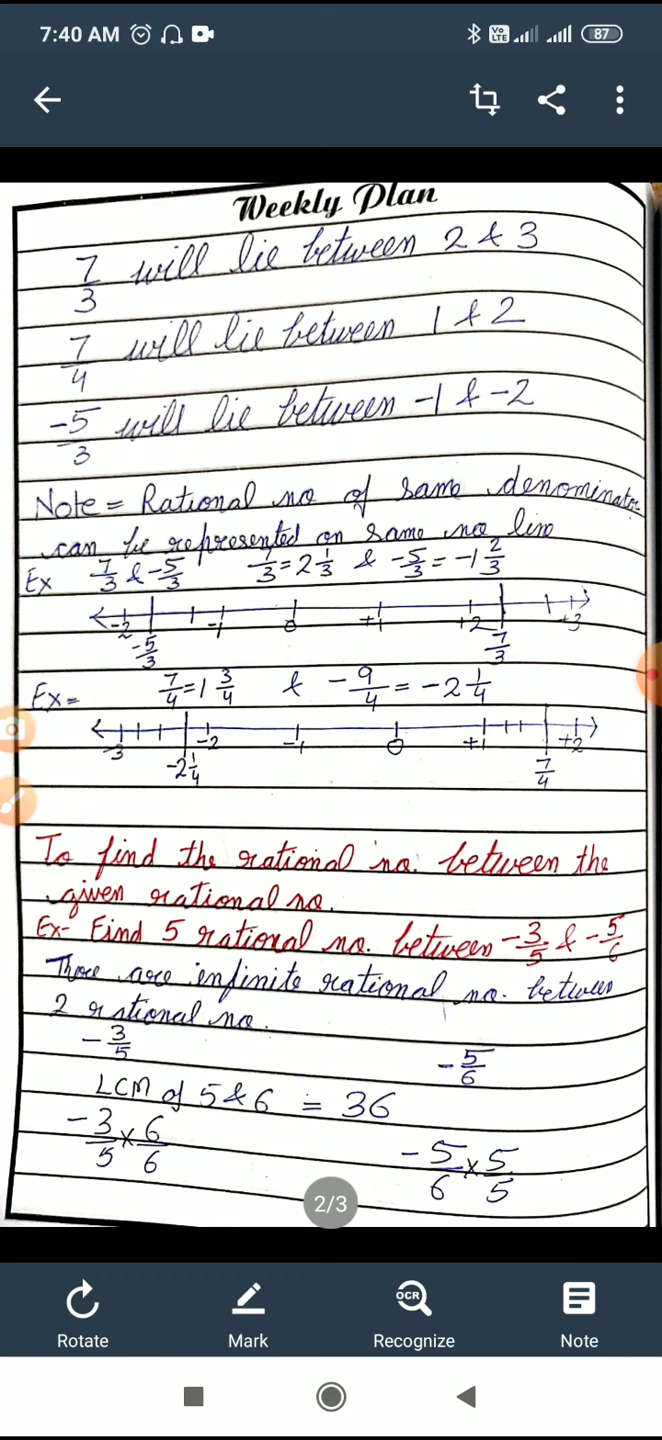 7:40 AM
Vo LTE
87
Weekly Plan
7/3 will lie between 2 & 3
7/4 will lie between 1 & 2
-5/3 will lie between -1 & -2
Note = Rational no of same denominator
can be represented on same no line
Ex 7/3 & -5/3 7/3 = 2 1/3 & -5/3 = -1 2/3
-2 -1 0 +1 +2 +3
-5/3 7/3
Ex = 7/4 = 1 3/4 & -9/4 = -2 1/4
-3 -2 -1 0 +1 +2
-2 1/4 7/4
To find the rational no. between the
given rational no.
Ex- Find 5 rational no. between -3/5 & -5/6
There are infinite rational no. between
2 rational no.
-3/5 -5/6
LCM of 5 & 6 = 36
-3/5 × 6/6 -5/6 × 5/5
2/3
OCR
Rotate Mark Recognize Note